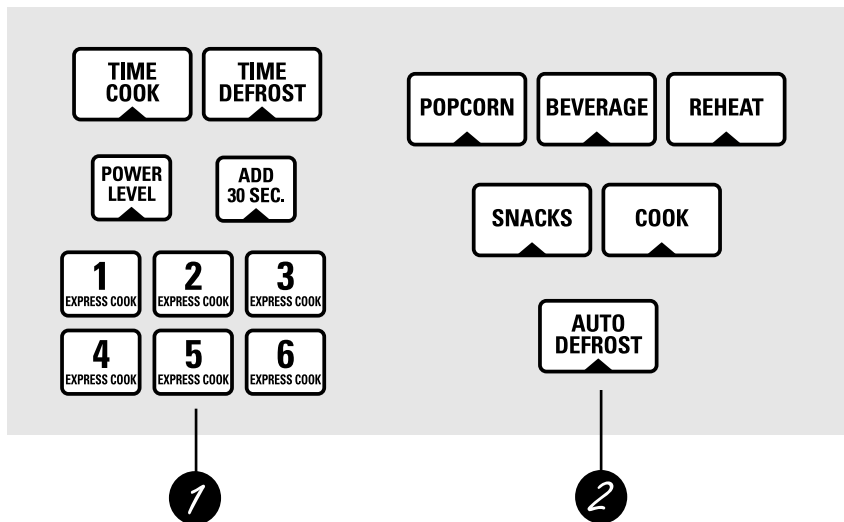 TIME
COOK
TIME
DEFROST
POWER
LEVEL
ADD
30 SEC.
1
EXPRESS COOK
2
EXPRESS COOK
3
EXPRESS COOK
4
EXPRESS COOK
5
EXPRESS COOK
6
EXPRESS COOK
1
POPCORN
BEVERAGE
REHEAT
SNACKS
COOK
AUTO
DEFROST
2